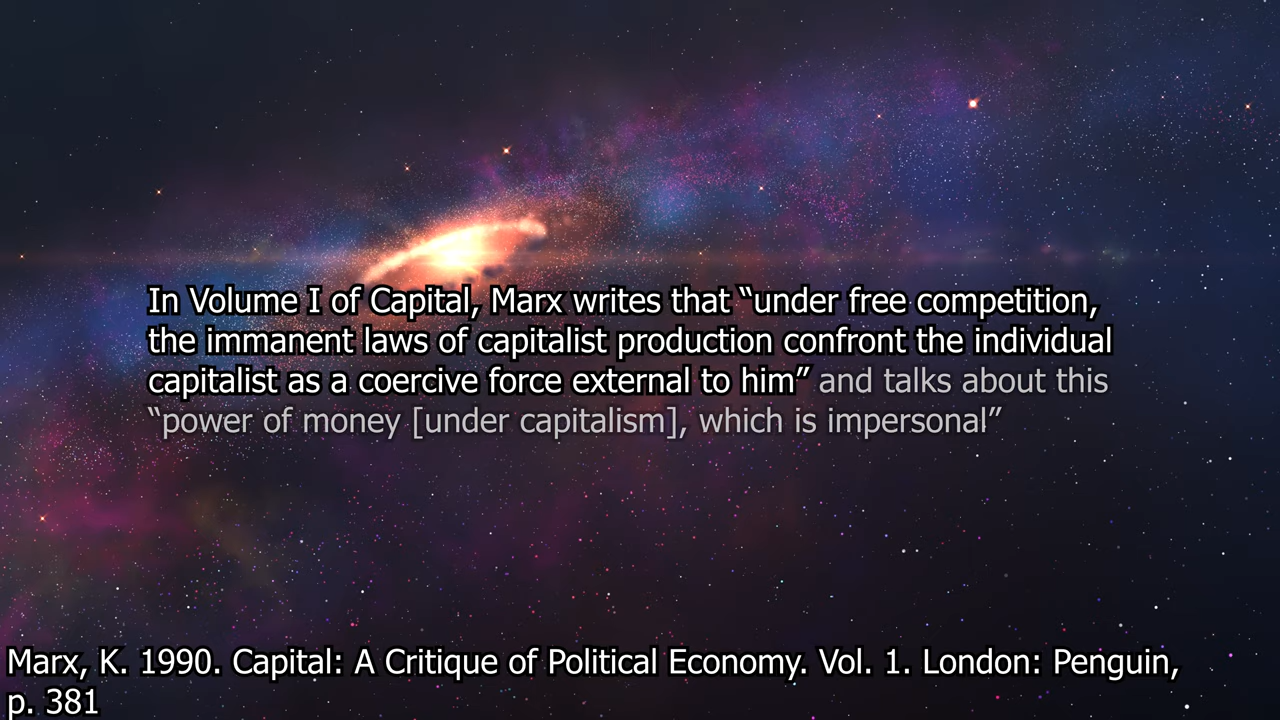 In Volume I of Capital, Marx writes that “under free competition,
the immanent laws of capitalist production confront the individual
capitalist as a coercive force external to him” and talks about this
“power of money [under capitalism], which is impersonal”
Marx, K. 1990. Capital: A Critique of Political Economy. Vol. 1. London: Penguin,
p. 381